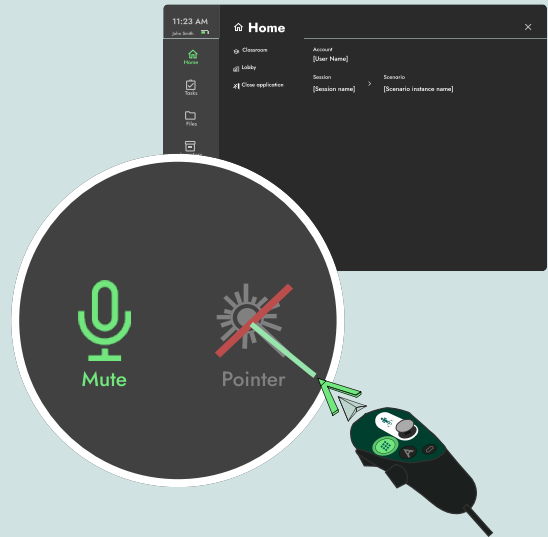 11:23 AM
John Smith
Home
Home
Classroom
Lobby
Close application
Account
[User Name]
Session
Scenario
[Session name]
[Scenario instance name]
Tasks
Files
Mute
Pointer
A